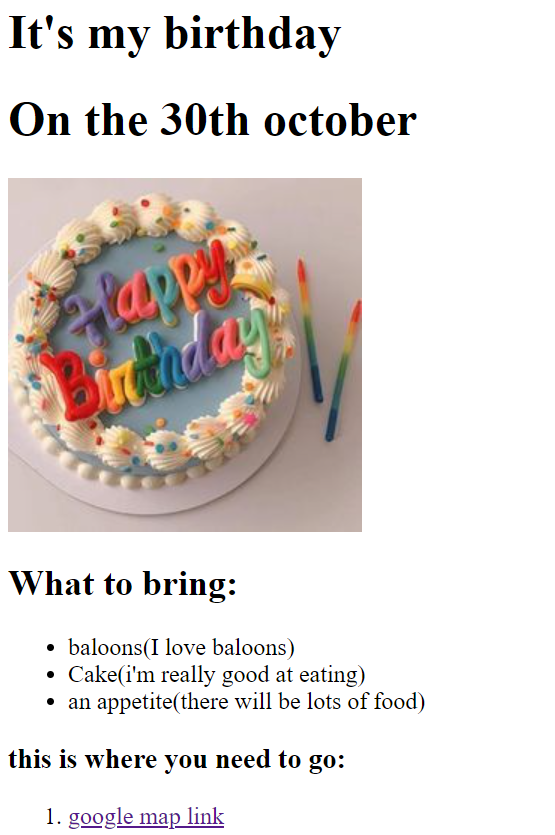 It's my birthday
On the 30th october
Happy
Birthday
What to bring:
baloons(I love baloons)
Cake(i'm really good at eating)
an appetite(there will be lots of food)
this is where you need to go:
1. google map link